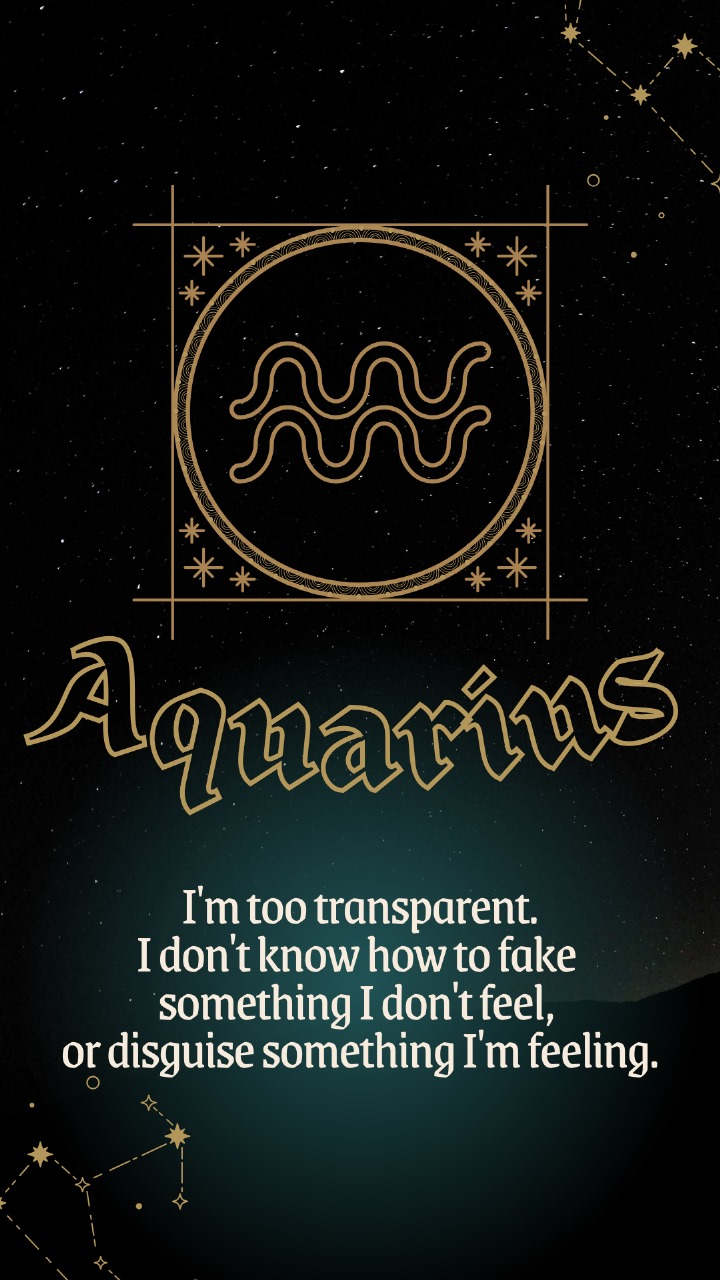 Aquarius
I'm too transparent.
I don't know how to fake
something I don't feel,
or disguise something I'm feeling.